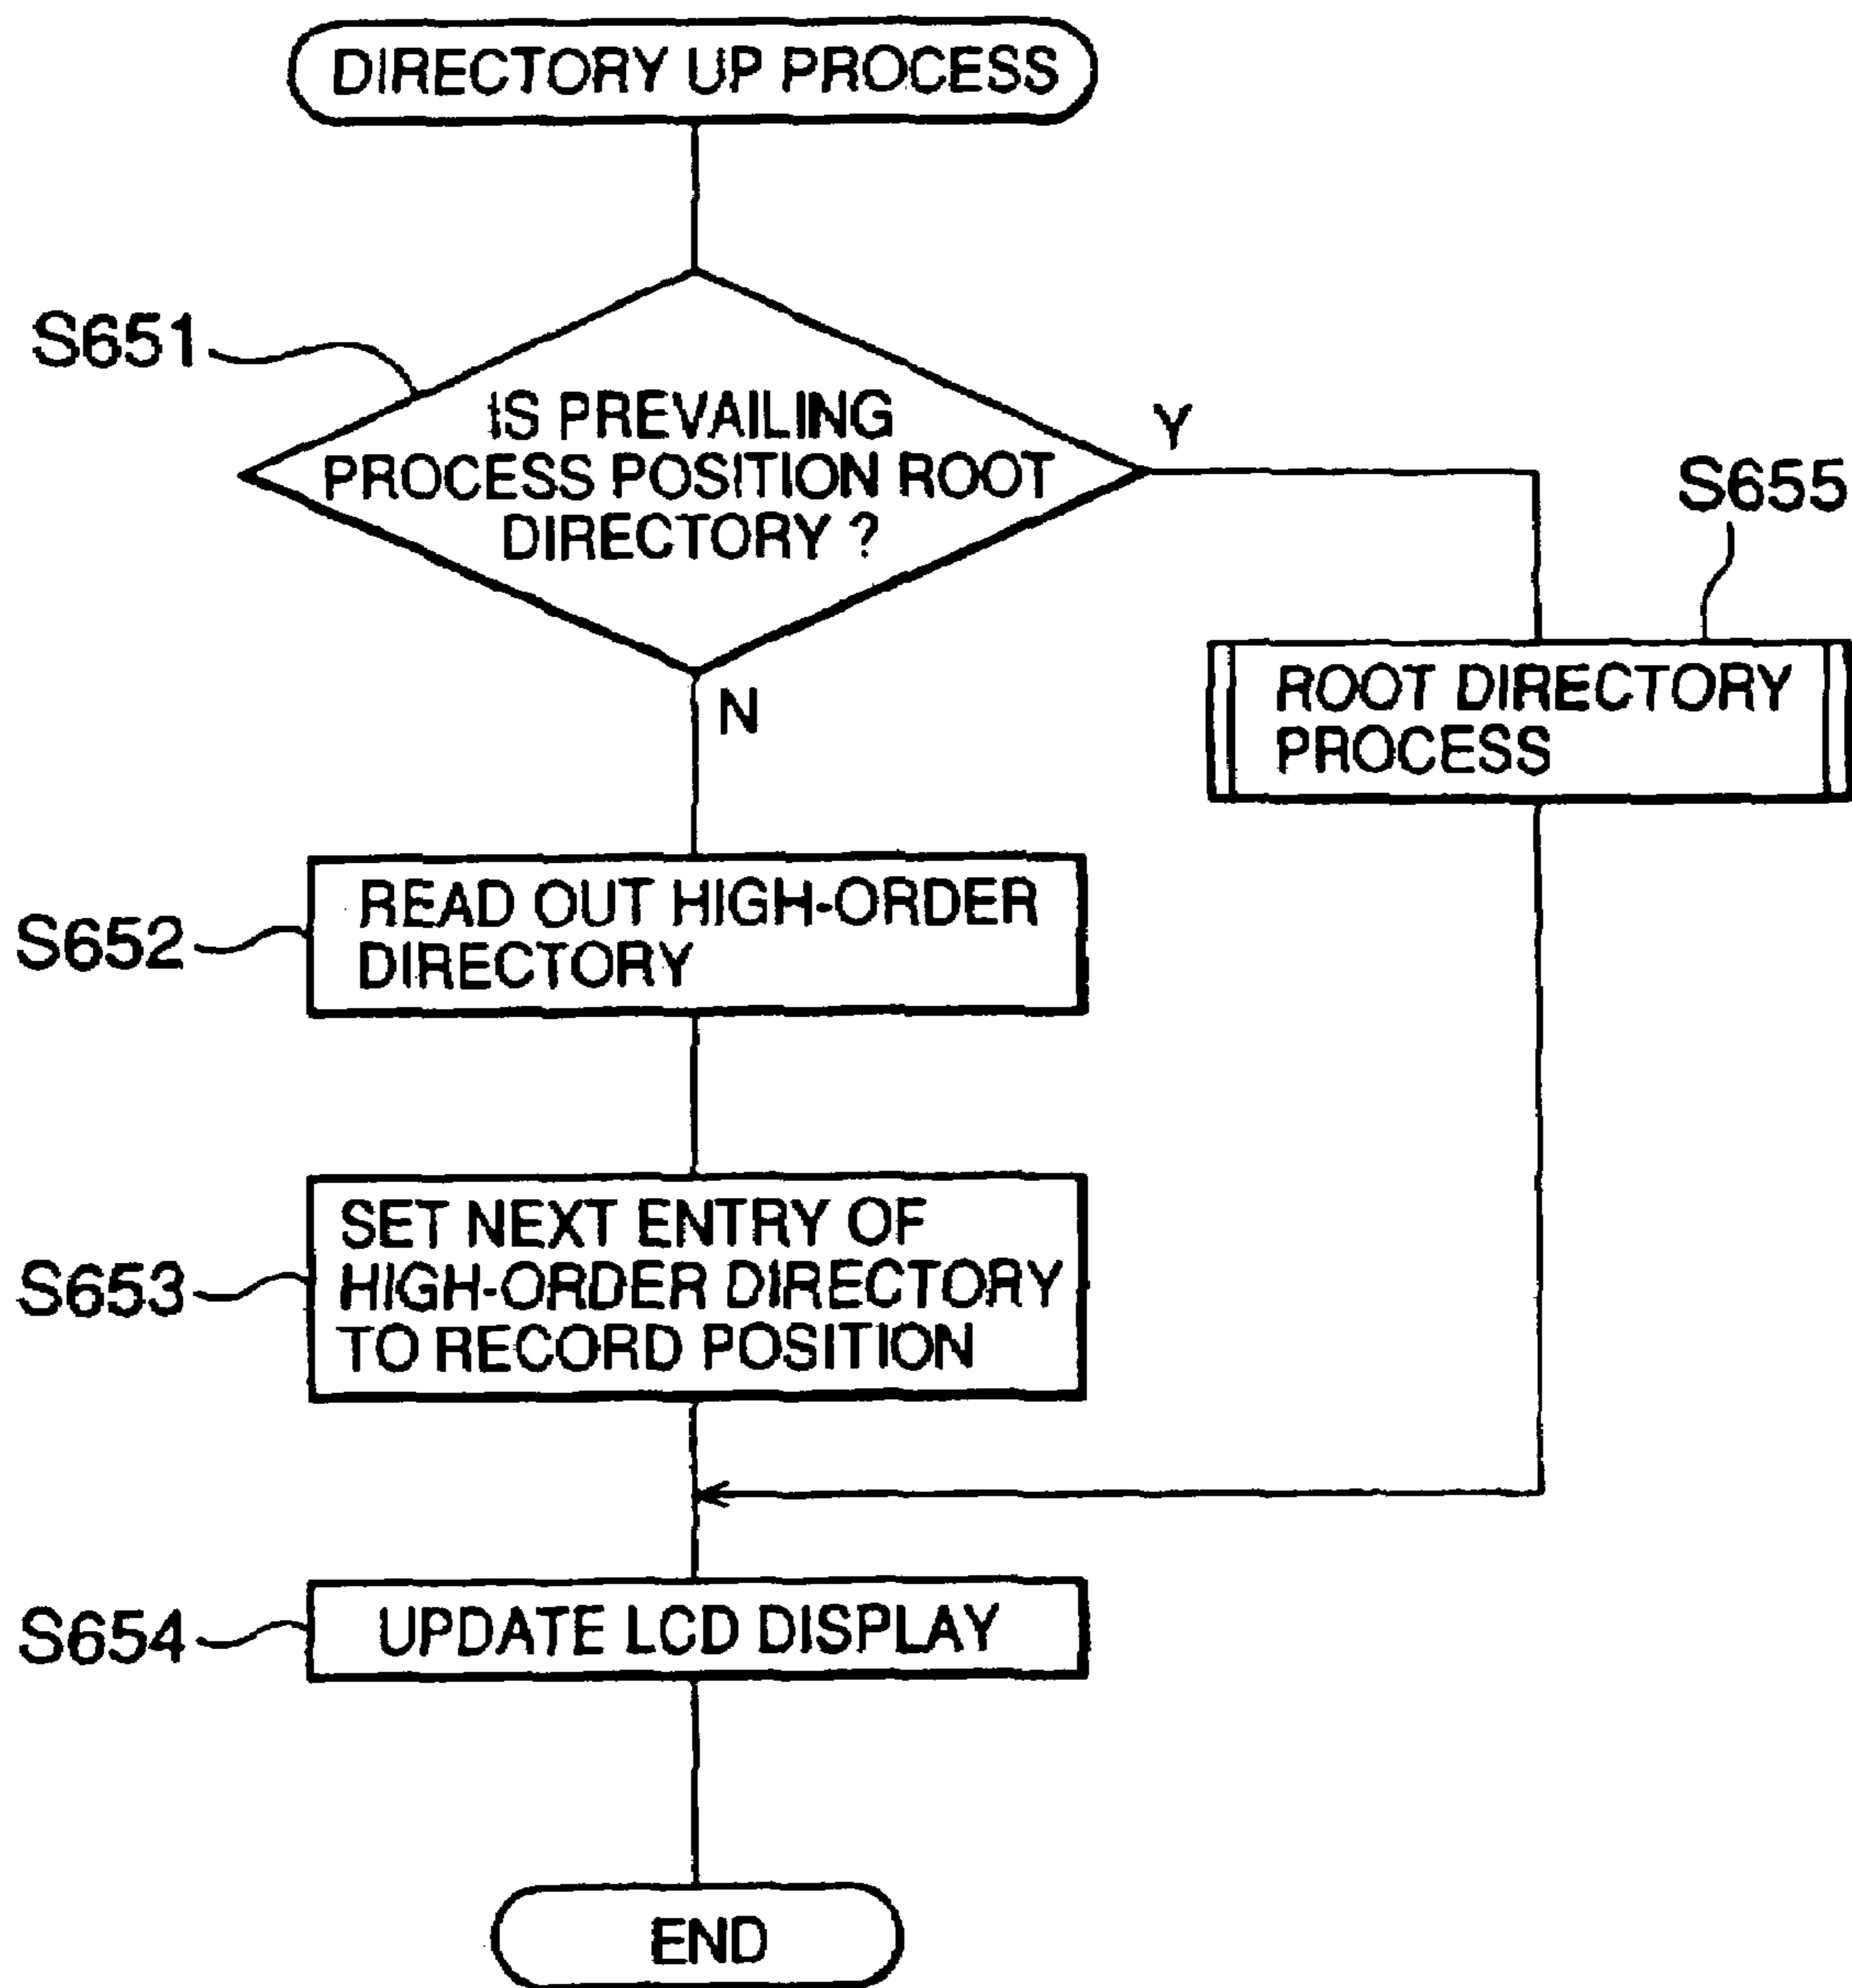 DIRECTORY UP PROCESS
S651
IS PREVAILING
PROCESS POSITION ROOT
DIRECTORY ?
Y
S655
N
ROOT DIRECTORY
PROCESS
S652
READ OUT HIGH-ORDER
DIRECTORY
S653
SET NEXT ENTRY OF
HIGH-ORDER DIRECTORY
TO RECORD POSITION
S654
UPDATE LCD DISPLAY
END